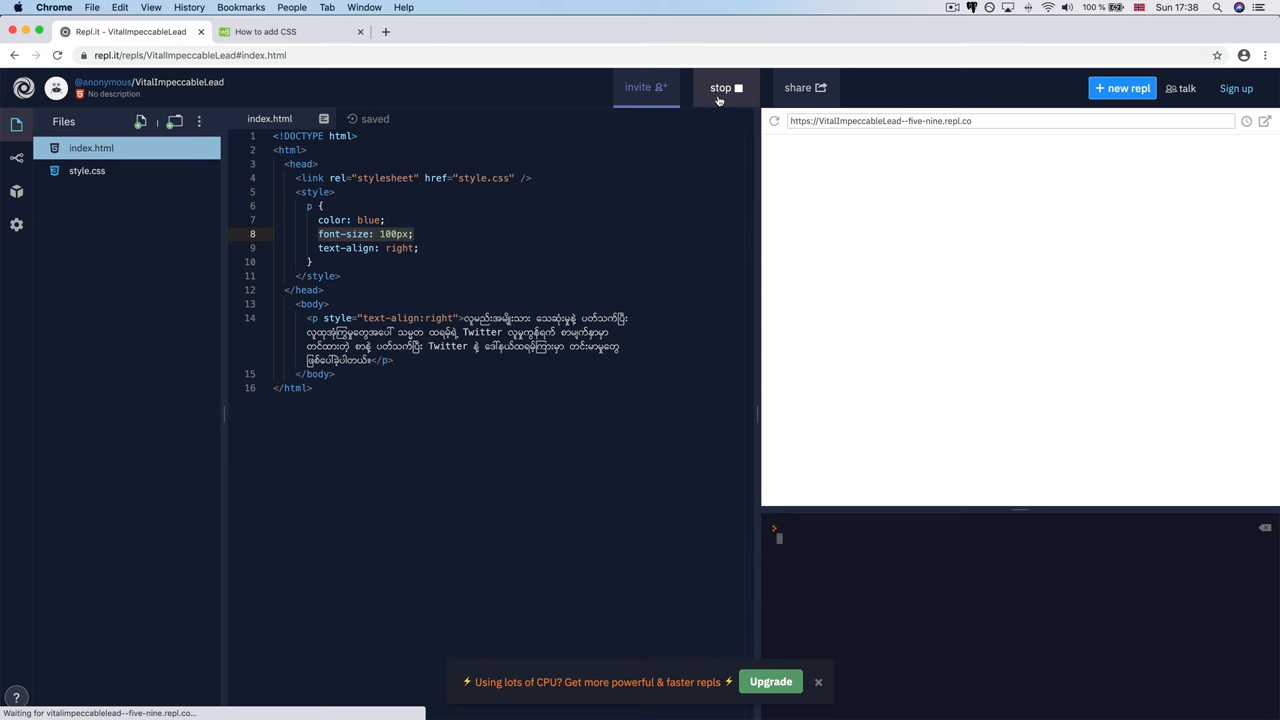 Chrome File Edit View History Bookmarks People Tab Window Help 100 % Sun 17:38
Repl.it - VitalImpeccableLead How to add CSS
repl.it/repls/VitalImpeccableLead#index.html
@anonymous/VitalImpeccableLead
No description
invite stop share + new repl talk Sign up
Files index.html saved
https://VitalImpeccableLead--five-nine.repl.co
index.html
style.css
1 <!DOCTYPE html>
2 <html>
3 <head>
4 <link rel="stylesheet" href="style.css" />
5 <style>
6 p {
7 color: blue;
8 font-size: 100px;
9 text-align: right;
10 }
11 </style>
12 </head>
13 <body>
14 <p style="text-align:right">လူမည်းအမျိုးသား သေဆုံးမှုနဲ့ ပတ်သက်ပြီး
လူထုအုံကြွမှုတွေအပေါ် သမ္မတ ထရမ့်ရဲ့ Twitter လူမှုကွန်ရက် စာမျက်နှာမှာ
တင်ထားတဲ့ စာနဲ့ ပတ်သက်ပြီး Twitter နဲ့ ဒေါ်နယ်ထရမ့်ကြားမှာ တင်းမာမှုတွေ
ဖြစ်ပေါ်ခဲ့ပါတယ်။</p>
15 </body>
16 </html>
⚡ Using lots of CPU? Get more powerful & faster repls ⚡ Upgrade ×
?
Waiting for vitalimpeccablelead--five-nine.repl.co...